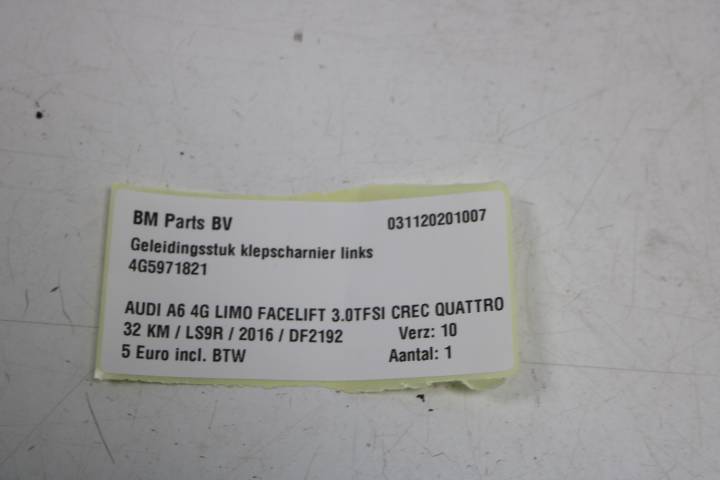 BM Parts BV 031120201007
Geleidingsstuk klepscharnier links
4G5971821
AUDI A6 4G LIMO FACELIFT 3.0TFSI CREC QUATTRO
32 KM / LS9R / 2016 / DF2192 Verz: 10
5 Euro incl. BTW Aantal: 1